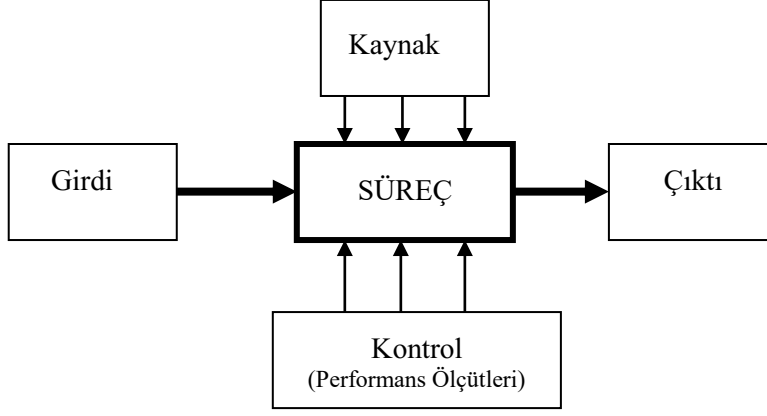 Kaynak
Girdi
SÜREÇ
Çıktı
Kontrol
(Performans Ölçütleri)